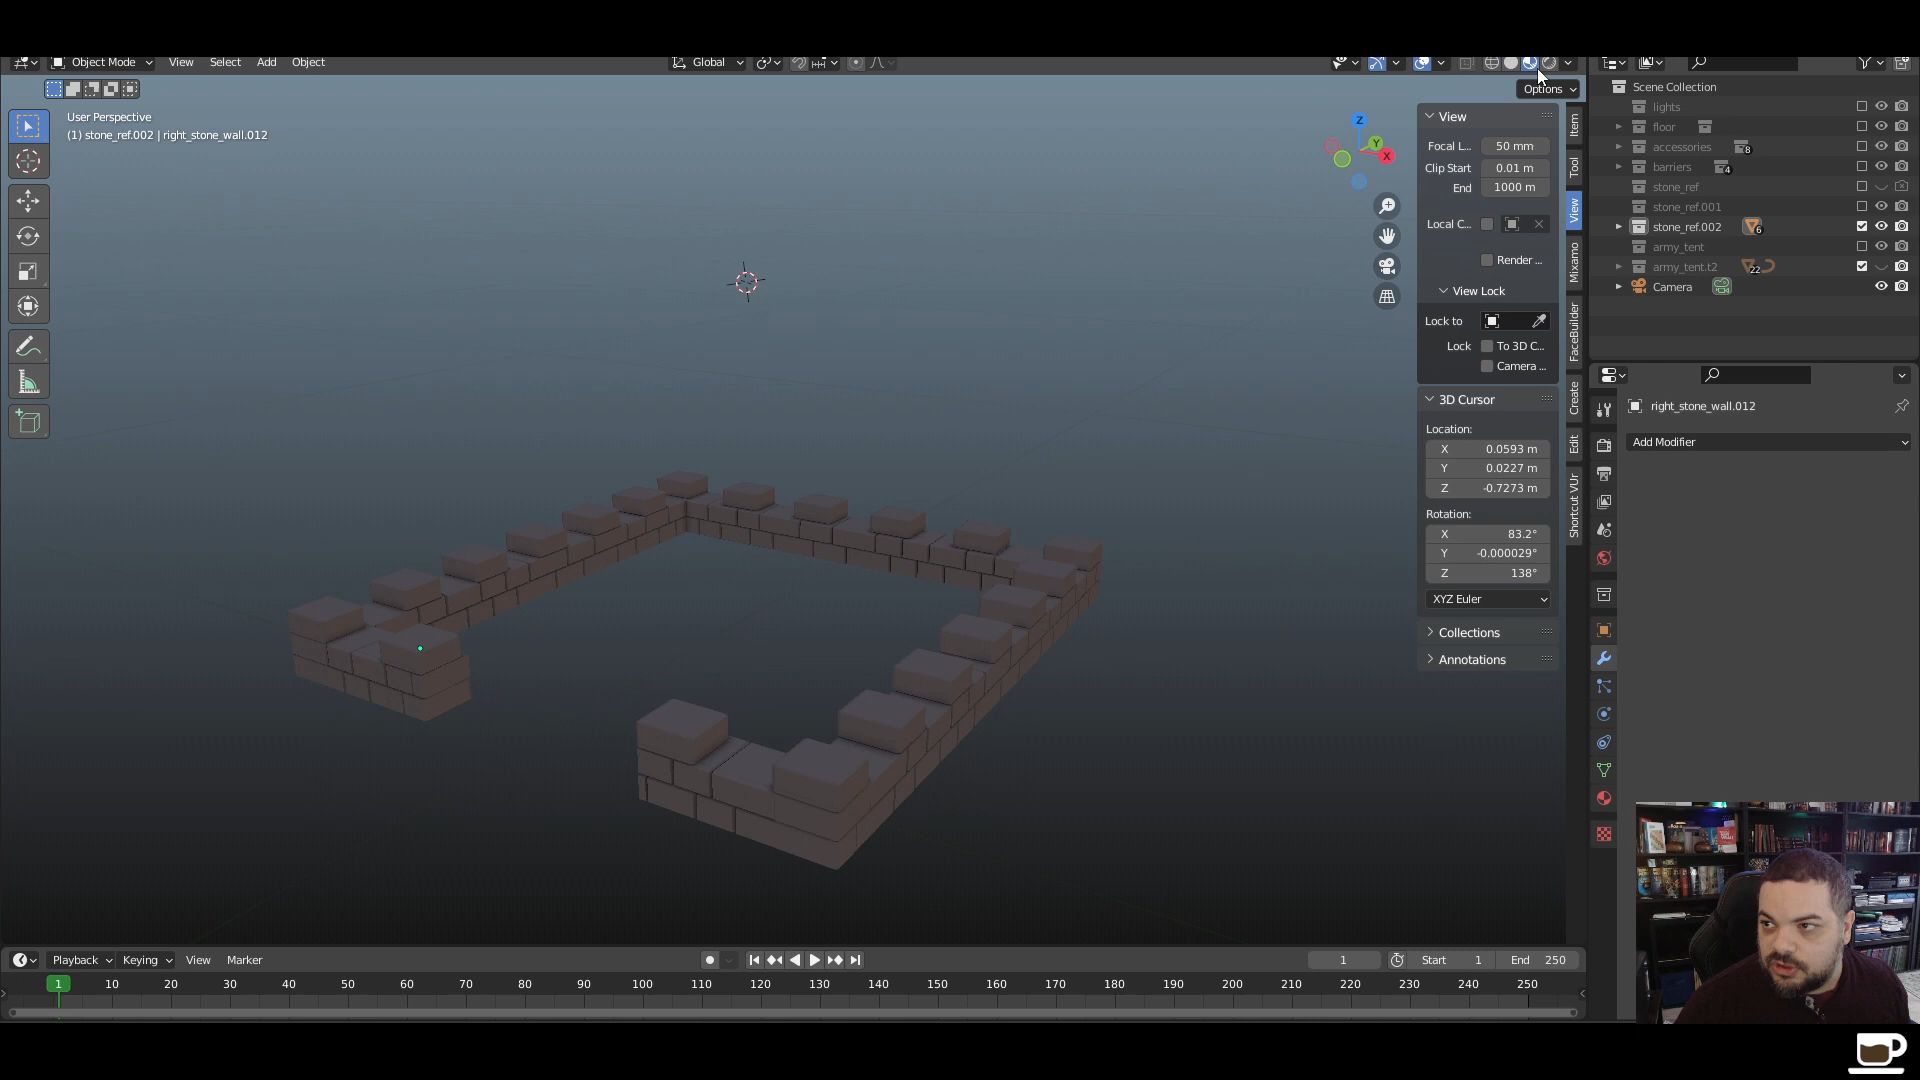 Object Mode
View
Select
Add
Object
Global
Options
User Perspective
(1) stone_ref.002 | right_stone_wall.012
Z
Y
X
View
Focal L...
50 mm
Clip Start
0.01 m
End
1000 m
Local C...
Render ...
View Lock
Lock to
Lock
To 3D C...
Camera ...
3D Cursor
Location:
X
0.0593 m
Y
0.0227 m
Z
-0.7273 m
Rotation:
X
83.2°
Y
-0.000029°
Z
138°
XYZ Euler
Collections
Annotations
Item
Tool
View
Mixamo
FaceBuilder
Create
Edit
Shortcut VUr
Scene Collection
lights
floor
accessories
8
barriers
4
stone_ref
stone_ref.001
stone_ref.002
6
army_tent
army_tent.t2
22
Camera
right_stone_wall.012
Add Modifier
Playback
Keying
View
Marker
1
Start
1
End
250
1
10
20
30
40
50
60
70
80
90
100
110
120
130
140
150
160
170
180
190
200
210
220
230
240
250